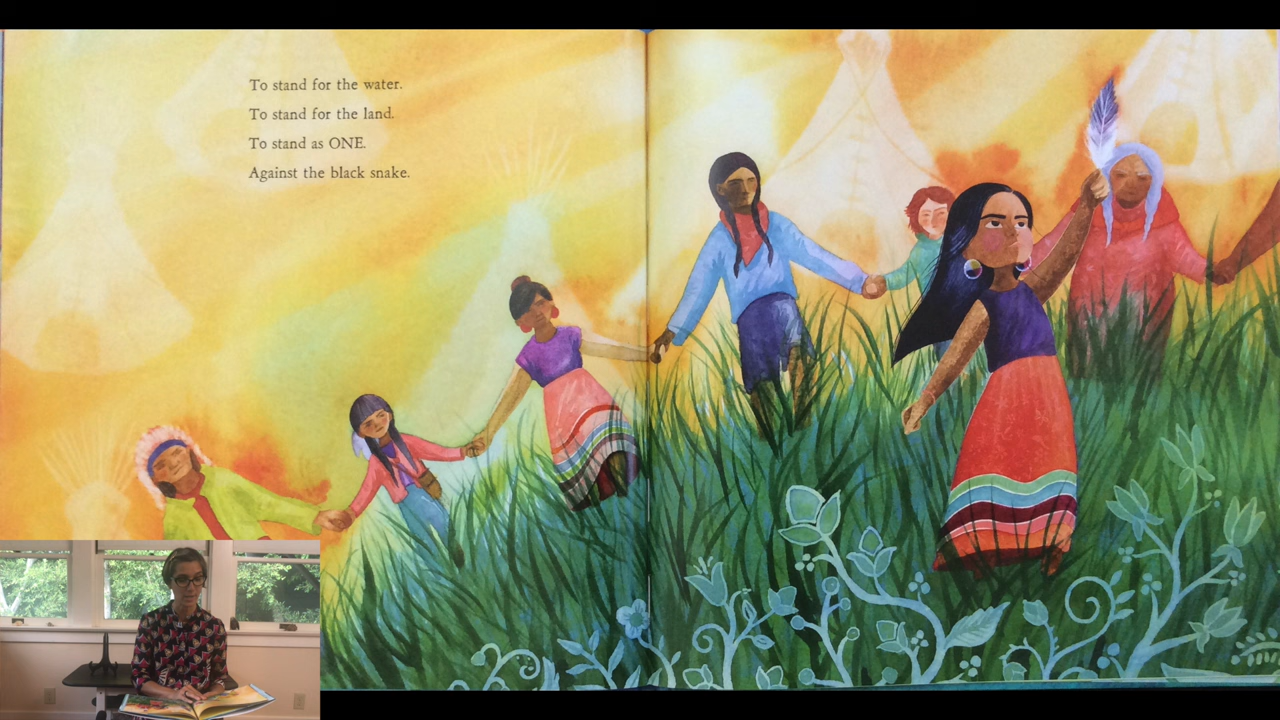 To stand for the water.
To stand for the land.
To stand as ONE.
Against the black snake.